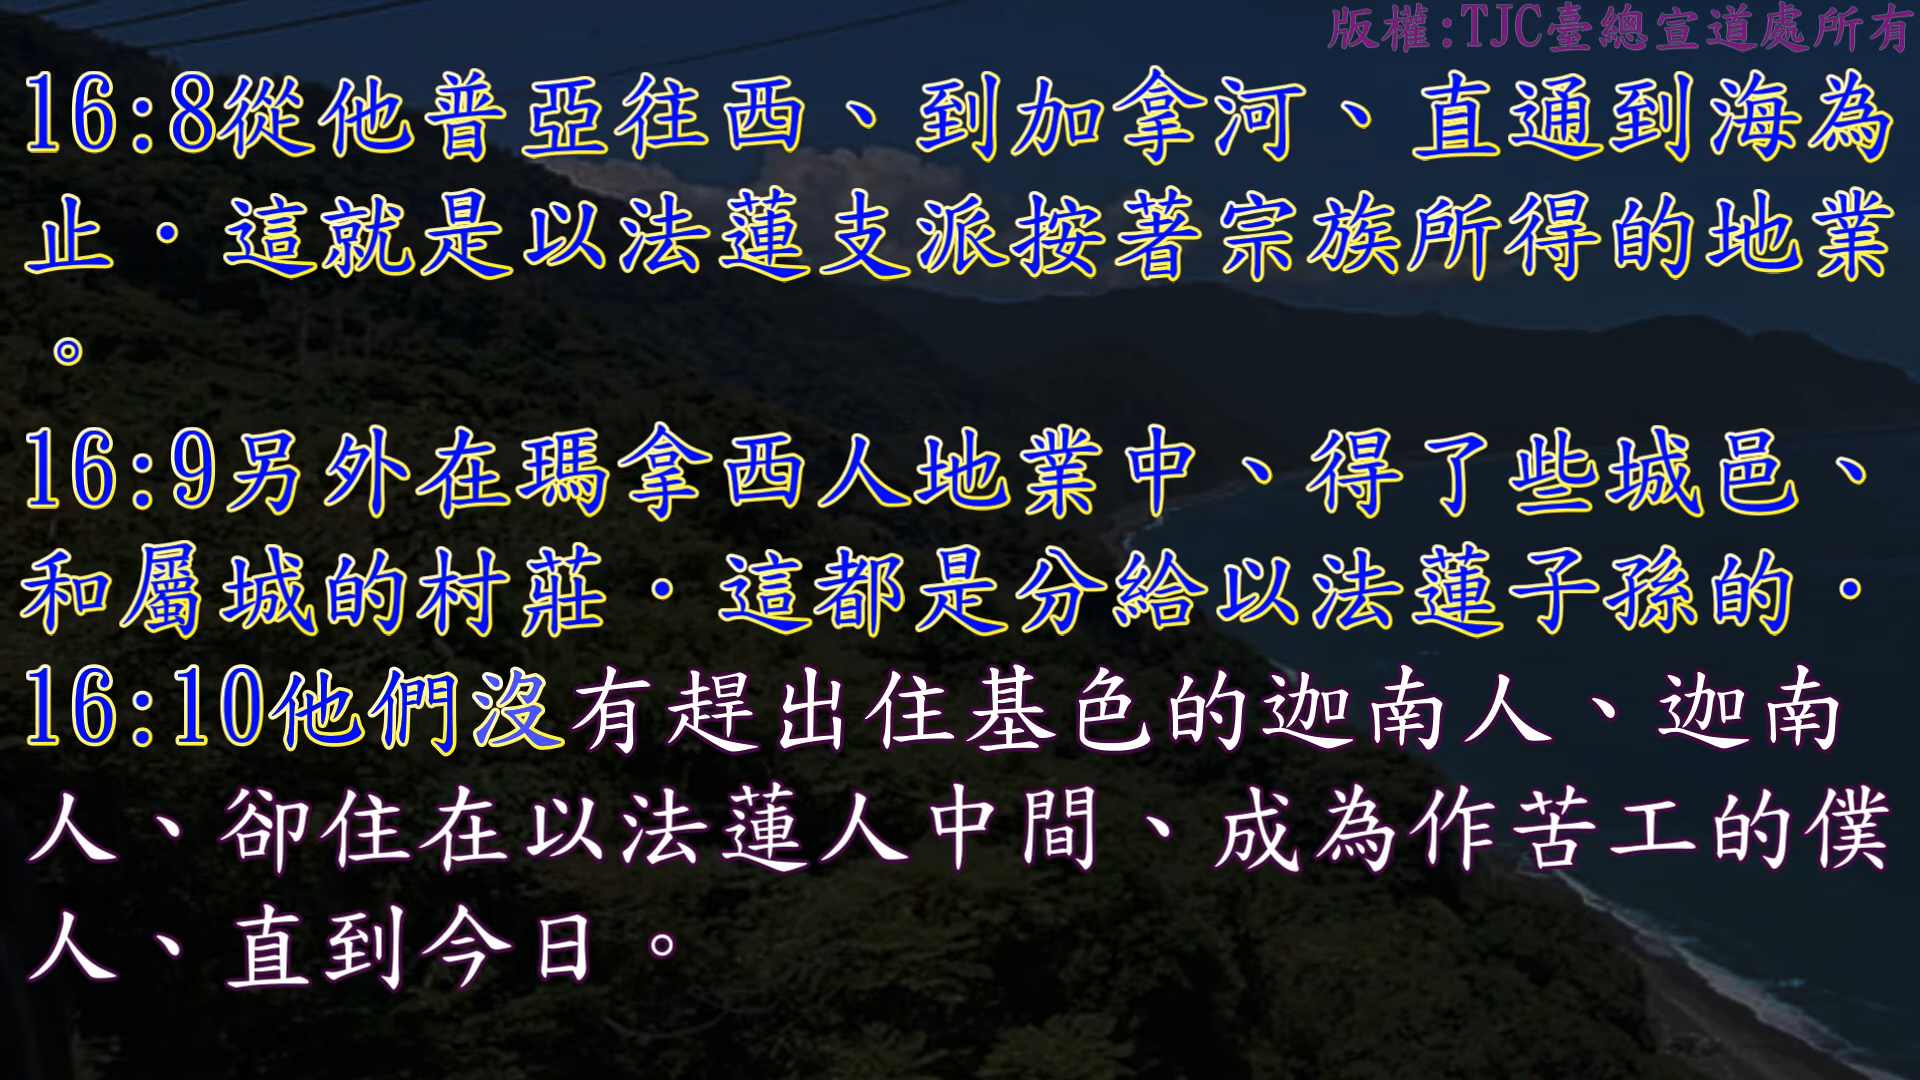 版權:TJC臺總宣道處所有
16:8從他普亞往西、到加拿河、直通到海為
止．這就是以法蓮支派按著宗族所得的地業
。
16:9另外在瑪拿西人地業中、得了些城邑、
和屬城的村莊．這都是分給以法蓮子孫的．
16:10他們沒有趕出住基色的迦南人、迦南
人、卻住在以法蓮人中間、成為作苦工的僕
人、直到今日。